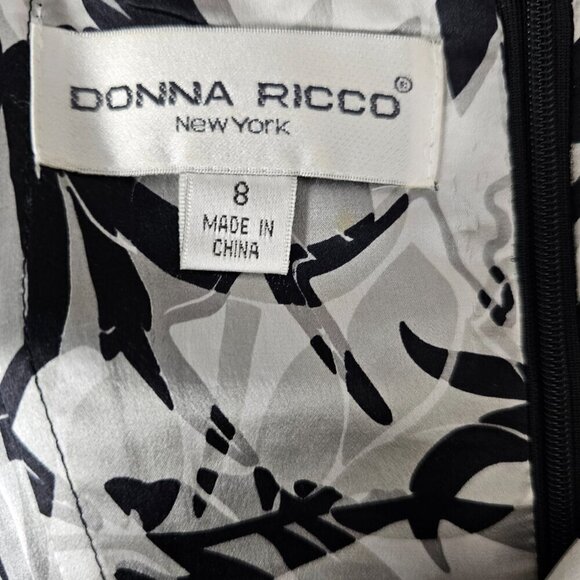 DONNA RICCO®
New York
8
MADE IN
CHINA